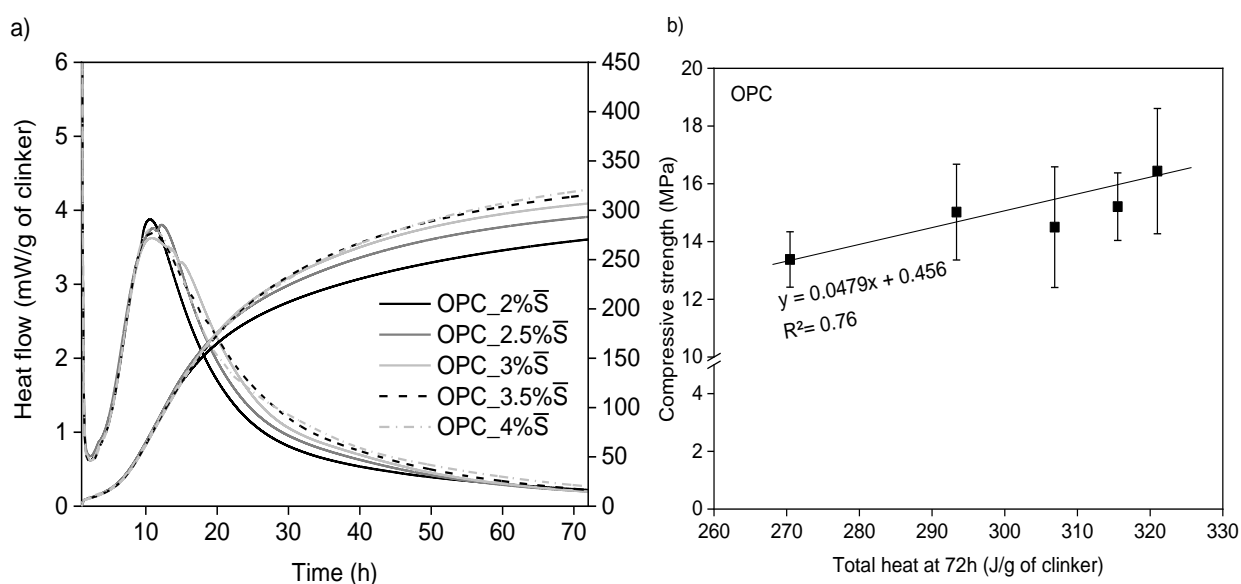 a)
Heat flow (mW/g of clinker)
6
5
4
3
2
1
0
450
400
350
300
250
200
150
100
50
0
OPC_2%S̅
OPC_2.5%S̅
OPC_3%S̅
OPC_3.5%S̅
OPC_4%S̅
10 20 30 40 50 60 70
Time (h)
b)
Compressive strength (MPa)
20
18
16
14
12
10
4
2
0
OPC
y = 0.0479x + 0.456
R²= 0.76
260 270 280 290 300 310 320 330
Total heat at 72h (J/g of clinker)